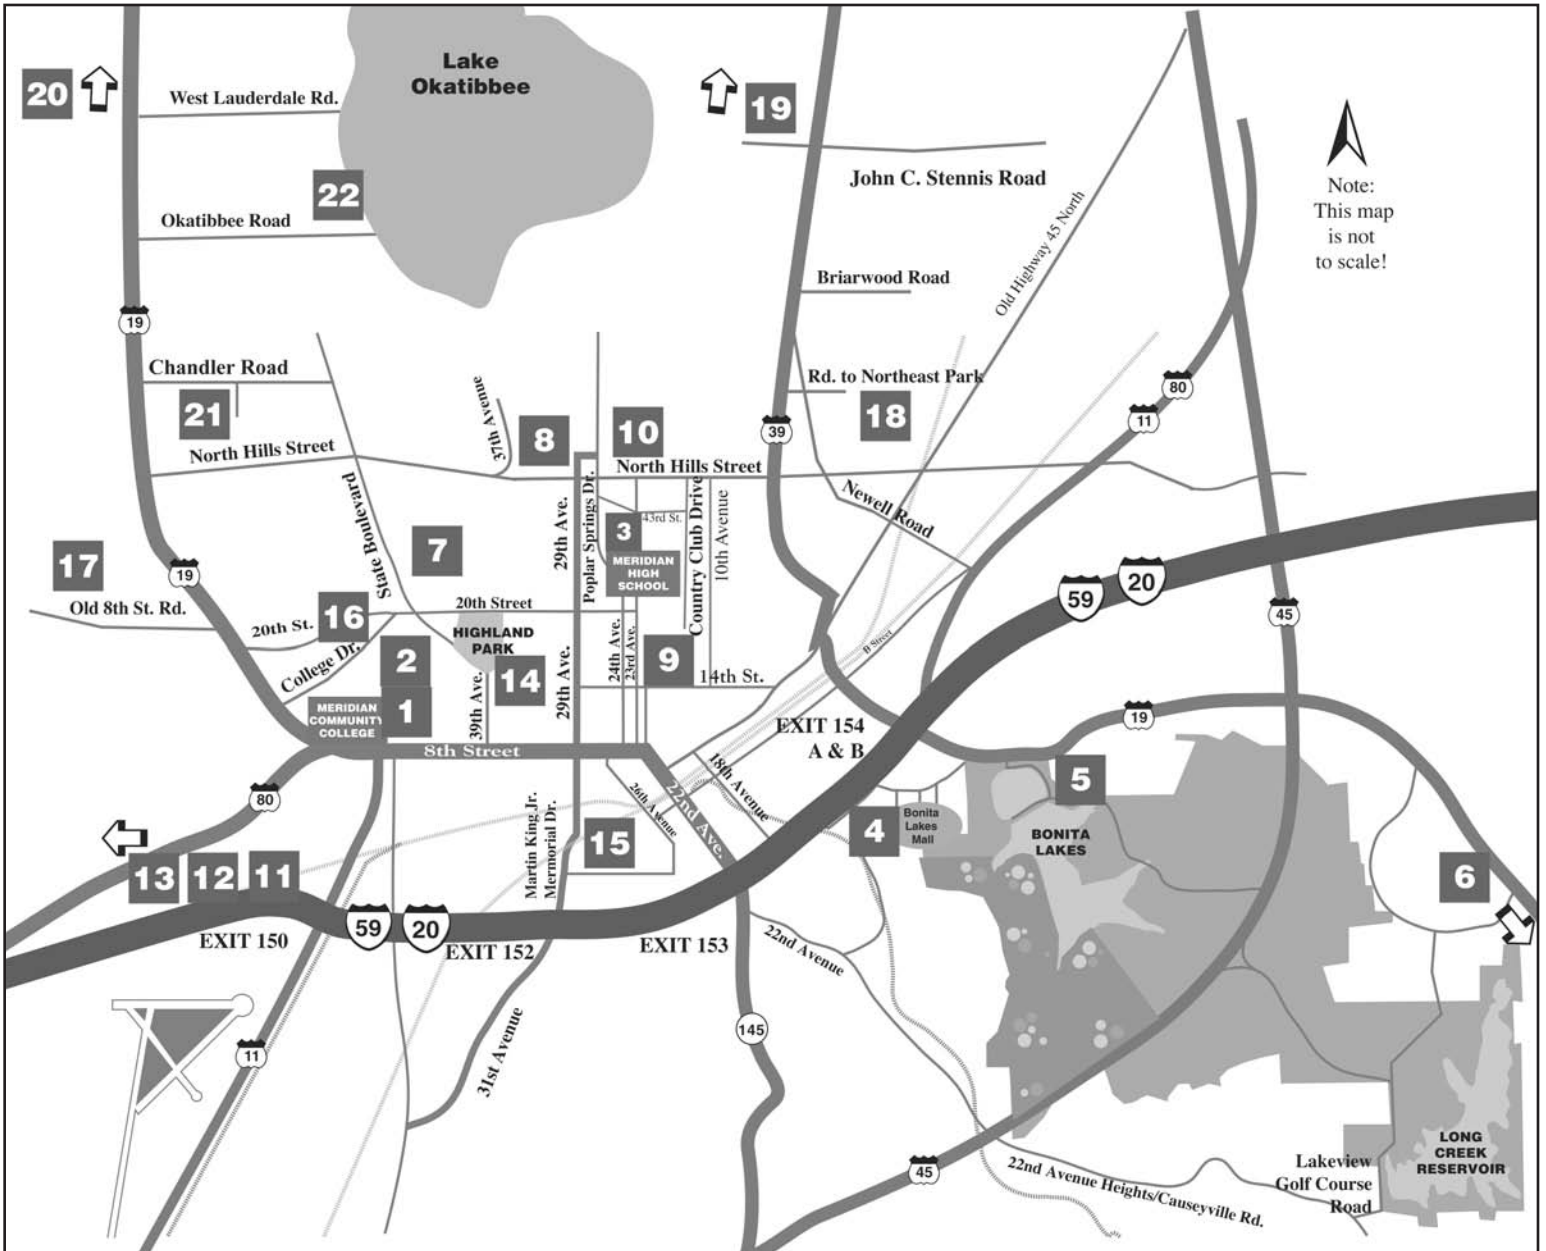 Lake
Okatibbee
20
West Lauderdale Rd.
19
22
John C. Stennis Road
Note:
This map
is not
to scale!
Okatibbee Road
Old Highway 45 North
Briarwood Road
19
Chandler Road
37th Avenue
Rd. to Northeast Park
80
21
8
10
18
11
39
North Hills Street
North Hills Street
State Boulevard
29th Ave.
Poplar Springs Dr.
43rd St.
Country Club Drive
10th Avenue
Newell Road
3
MERIDIAN
HIGH
SCHOOL
7
17
19
Old 8th St. Rd.
59
20
45
20th St.
16
20th Street
HIGHLAND
PARK
24th Ave.
23rd Ave.
B Street
College Dr.
2
14
9
14th St.
39th Ave.
29th Ave.
MERIDIAN
COMMUNITY
COLLEGE
1
8th Street
EXIT 154
A & B
19
80
18th Avenue
22nd Ave.
26th Avenue
5
Martin King Jr.
Mermorial Dr.
15
4
Bonita
Lakes
Mall
BONITA
LAKES
13
12
11
6
59
20
EXIT 150
EXIT 152
EXIT 153
22nd Avenue
145
11
31st Avenue
45
22nd Avenue Heights/Causeyville Rd.
Lakeview
Golf Course
Road
LONG
CREEK
RESERVOIR